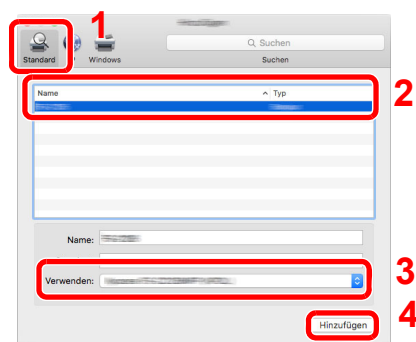 1
Suchen
Standard Windows Suchen
2
Name Typ
Name:
3
Verwenden:
4
Hinzufügen